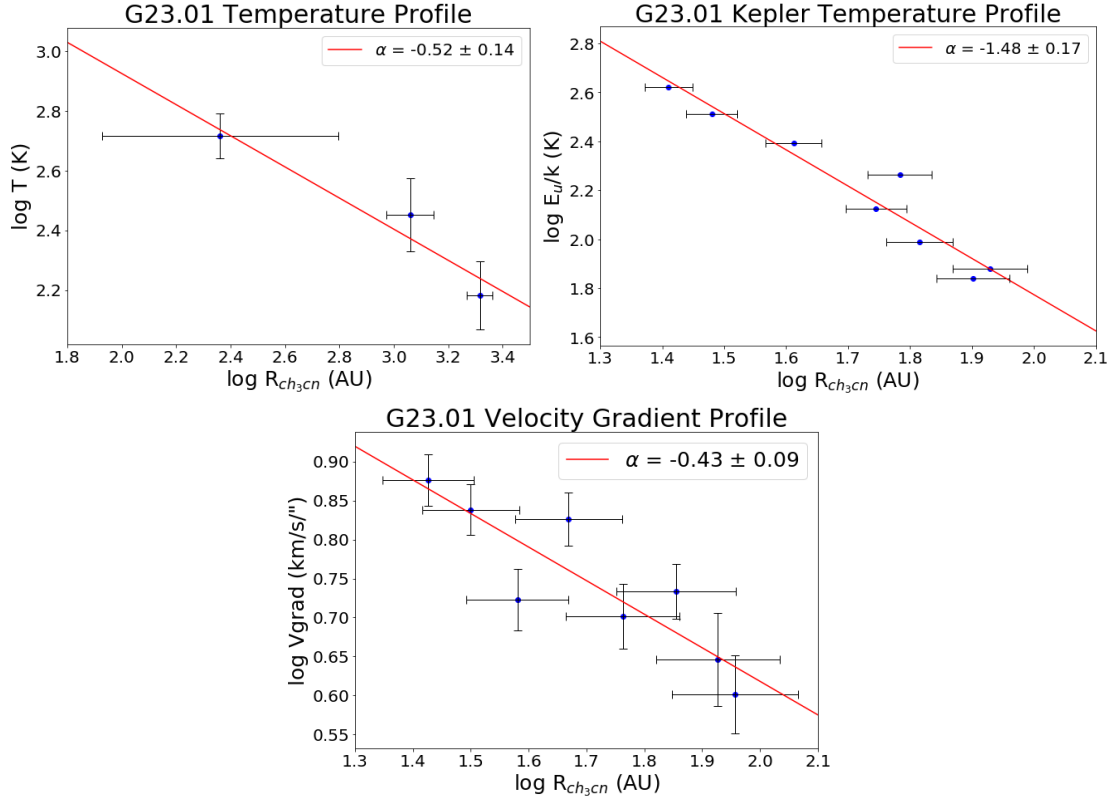 G23.01 Temperature Profile
α = -0.52 ± 0.14
log T (K)
3.0
2.8
2.6
2.4
2.2
1.8 2.0 2.2 2.4 2.6 2.8 3.0 3.2 3.4
log R_{ch_3cn} (AU)
G23.01 Kepler Temperature Profile
α = -1.48 ± 0.17
log E_u/k (K)
2.8
2.6
2.4
2.2
2.0
1.8
1.6
1.3 1.4 1.5 1.6 1.7 1.8 1.9 2.0 2.1
log R_{ch_3cn} (AU)
G23.01 Velocity Gradient Profile
α = -0.43 ± 0.09
log Vgrad (km/s/")
0.90
0.85
0.80
0.75
0.70
0.65
0.60
0.55
1.3 1.4 1.5 1.6 1.7 1.8 1.9 2.0 2.1
log R_{ch_3cn} (AU)